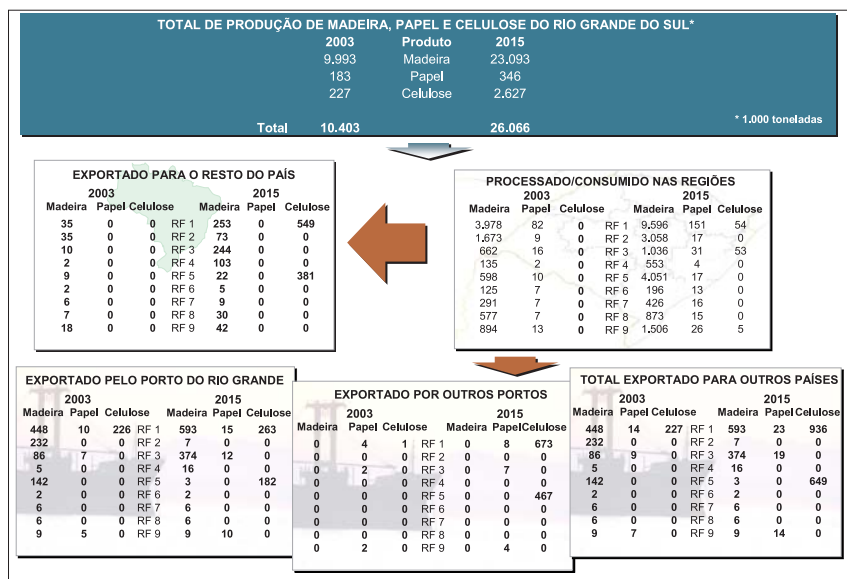 TOTAL DE PRODUÇÃO DE MADEIRA, PAPEL E CELULOSE DO RIO GRANDE DO SUL*
2003 Produto 2015
9.993 Madeira 23.093
183 Papel 346
227 Celulose 2.627
* 1.000 toneladas
Total 10.403 26.066
EXPORTADO PARA O RESTO DO PAÍS
2003 2015
Madeira Papel Celulose Madeira Papel Celulose
35 0 0 RF 1 253 0 549
35 0 0 RF 2 73 0 0
10 0 0 RF 3 244 0 0
2 0 0 RF 4 103 0 0
9 0 0 RF 5 22 0 381
2 0 0 RF 6 5 0 0
6 0 0 RF 7 9 0 0
7 0 0 RF 8 30 0 0
18 0 0 RF 9 42 0 0
PROCESSADO/CONSUMIDO NAS REGIÕES
2003 2015
Madeira Papel Celulose Madeira Papel Celulose
3.978 82 0 RF 1 9.596 151 54
1.673 9 0 RF 2 3.058 17 0
662 16 0 RF 3 1.036 31 53
135 2 0 RF 4 553 4 0
598 10 0 RF 5 4.051 17 0
125 7 0 RF 6 196 13 0
291 7 0 RF 7 426 16 0
577 7 0 RF 8 873 15 0
894 13 0 RF 9 1.506 26 5
EXPORTADO PELO PORTO DO RIO GRANDE
2003 2015
Madeira Papel Celulose Madeira Papel Celulose
448 10 226 RF 1 593 15 263
232 0 0 RF 2 7 0 0
86 7 0 RF 3 374 12 0
5 0 0 RF 4 16 0 0
142 0 0 RF 5 3 0 182
2 0 0 RF 6 2 0 0
6 0 0 RF 7 6 0 0
6 0 0 RF 8 6 0 0
9 5 0 RF 9 9 10 0
EXPORTADO POR OUTROS PORTOS
2003 2015
Madeira Papel Celulose Madeira Papel Celulose
0 4 1 RF 1 0 8 673
0 0 0 RF 2 0 0 0
0 2 0 RF 3 0 7 0
0 0 0 RF 4 0 0 0
0 0 0 RF 5 0 0 467
0 0 0 RF 6 0 0 0
0 0 0 RF 7 0 0 0
0 0 0 RF 8 0 0 0
0 2 0 RF 9 0 4 0
TOTAL EXPORTADO PARA OUTROS PAÍSES
2003 2015
Madeira Papel Celulose Madeira Papel Celulose
448 14 227 RF 1 593 23 936
232 0 0 RF 2 7 0 0
86 9 0 RF 3 374 19 0
5 0 0 RF 4 16 0 0
142 0 0 RF 5 3 0 649
2 0 0 RF 6 2 0 0
6 0 0 RF 7 6 0 0
6 0 0 RF 8 6 0 0
9 7 0 RF 9 9 14 0